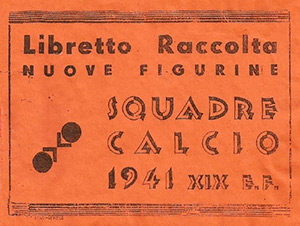 Libretto Raccolta
NUOVE FIGURINE
SQUADRE
CALCIO
1941 XIX E.F.